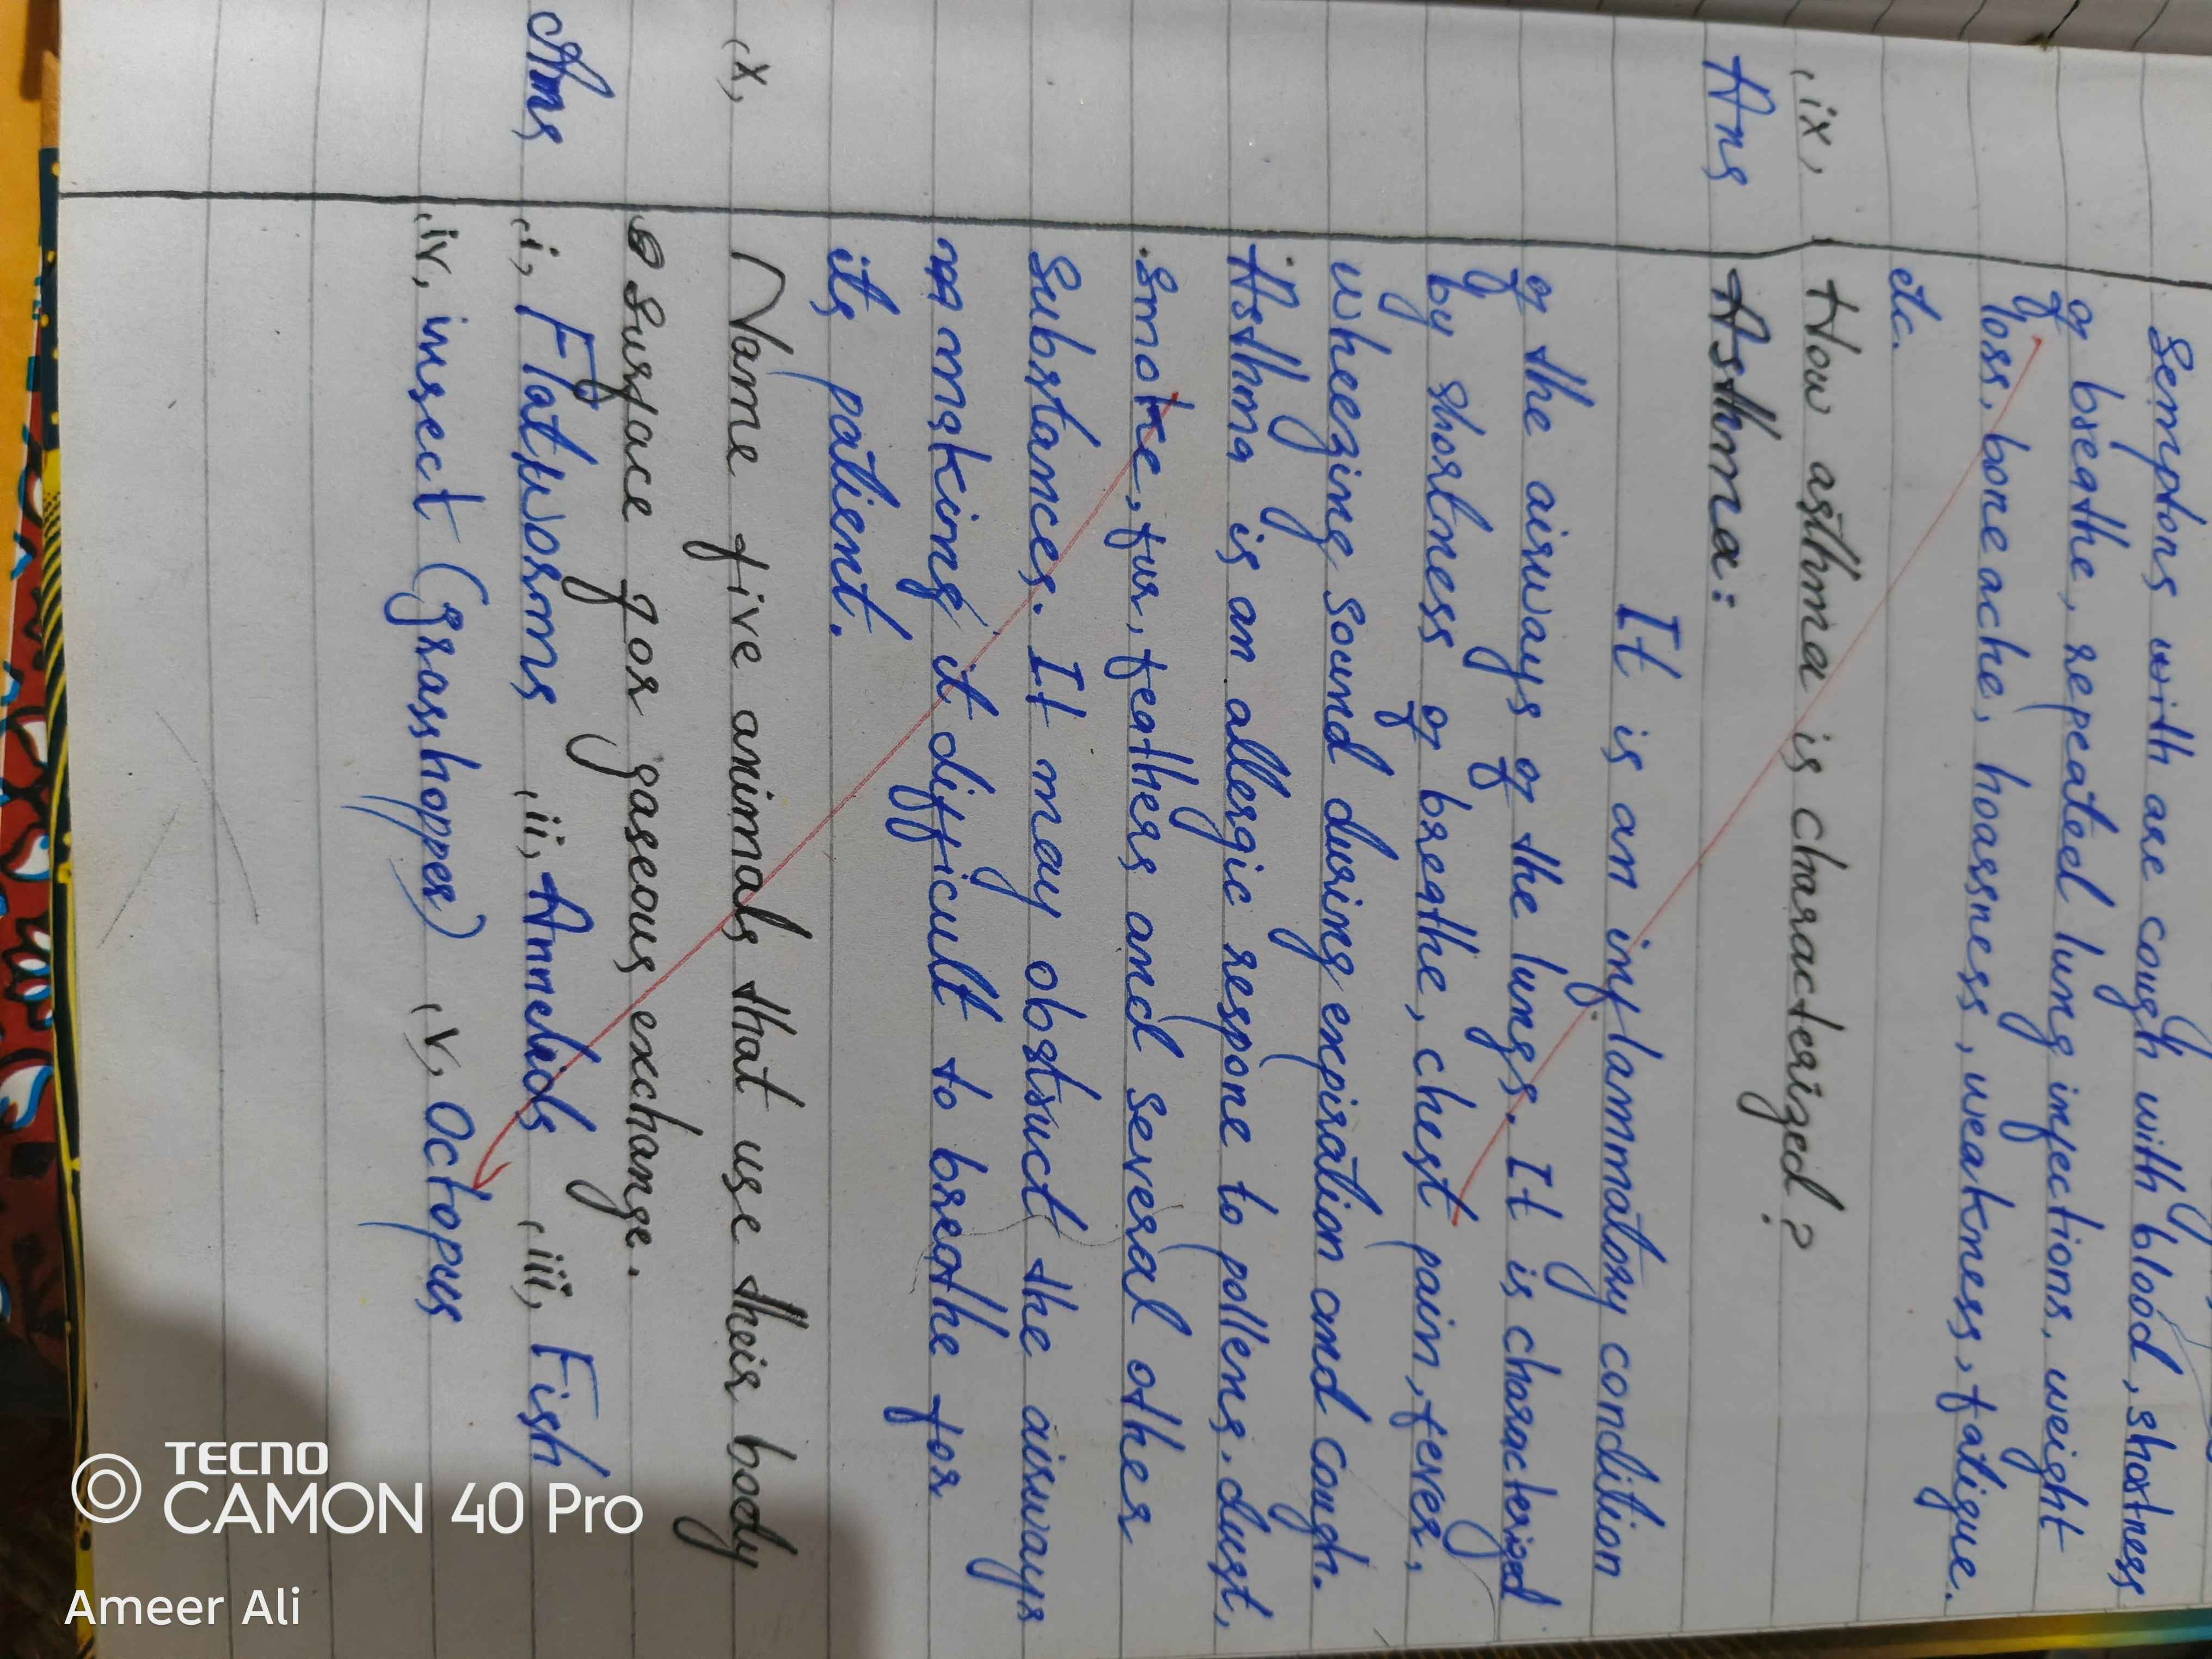 Semptons with are cough with blood, shortness
of breathe, repeated lung infections, weight
loss, bone ache, hoarsness, weakness, fatigue.
etc.
(ix) How asthma is characterized?
Ans Asthma:
It is an inflammatory condition
of the airways of the lungs. It is characterized
by shortness of breathe, chest pain, fever,
wheezing sound during expiration and cough.
Asthma is an allergic respone to pollens, dust,
smoke, fur, feathers and several other
substances. It may obstruct the airways
making it difficult to breathe for
its patient.
(x) Name five animals that use their body
surface for gaseous exchange.
Ans (i) Flatworms (ii) Annelids (iii) Fish
(iv) insect (grasshopper) (v) Octopus
TECNO
CAMON 40 Pro
Ameer Ali